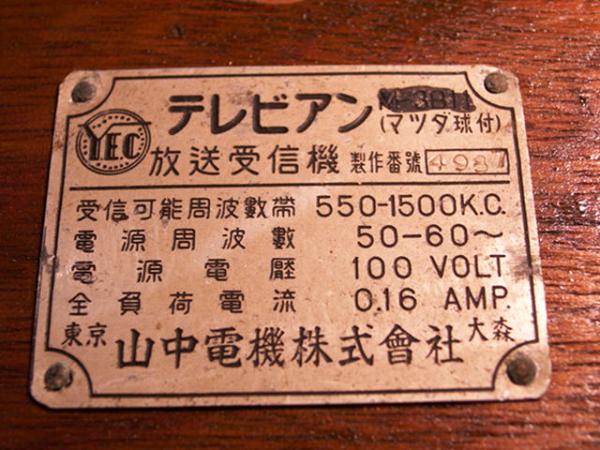 YEC
テレビアン
(マツダ球付)
放送受信機 製作番號 4987
受信可能周波數帶 550-1500K.C.
電源周波數 50-60～
電源電壓 100 VOLT
全負荷電流 0.16 AMP.
東京 山中電機株式會社 大森